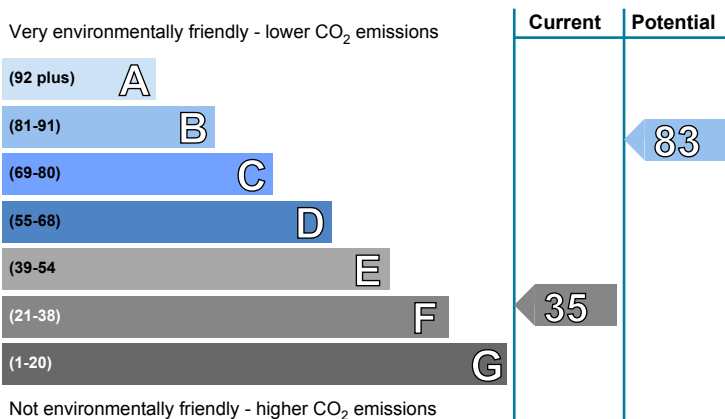 Very environmentally friendly - lower CO₂ emissions
Current
Potential
(92 plus) A
(81-91) B
(69-80) C
(55-68) D
(39-54 E
(21-38) F
(1-20) G
83
35
Not environmentally friendly - higher CO₂ emissions